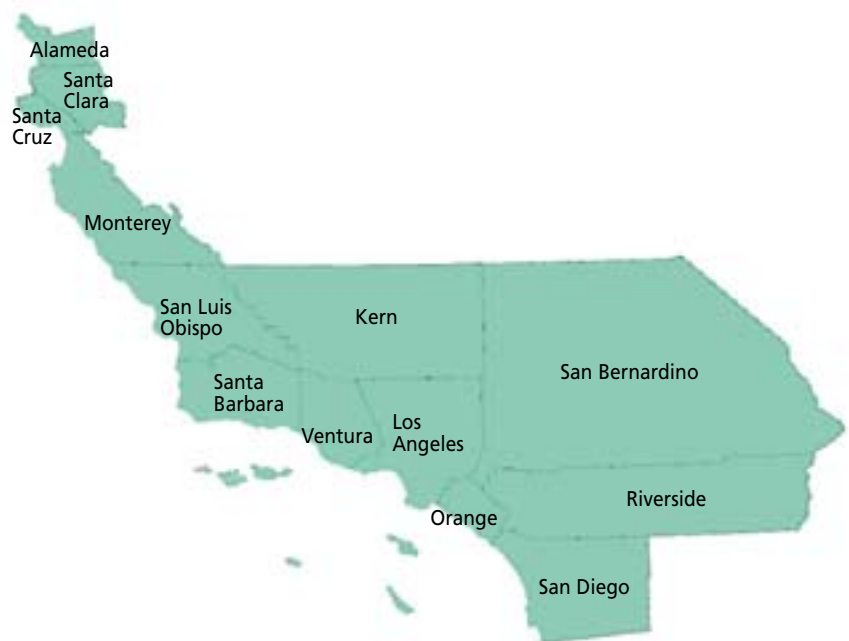 Alameda
Santa
Clara
Santa
Cruz
Monterey
San Luis
Obispo
Kern
San Bernardino
Santa
Barbara
Ventura
Los
Angeles
Riverside
Orange
San Diego